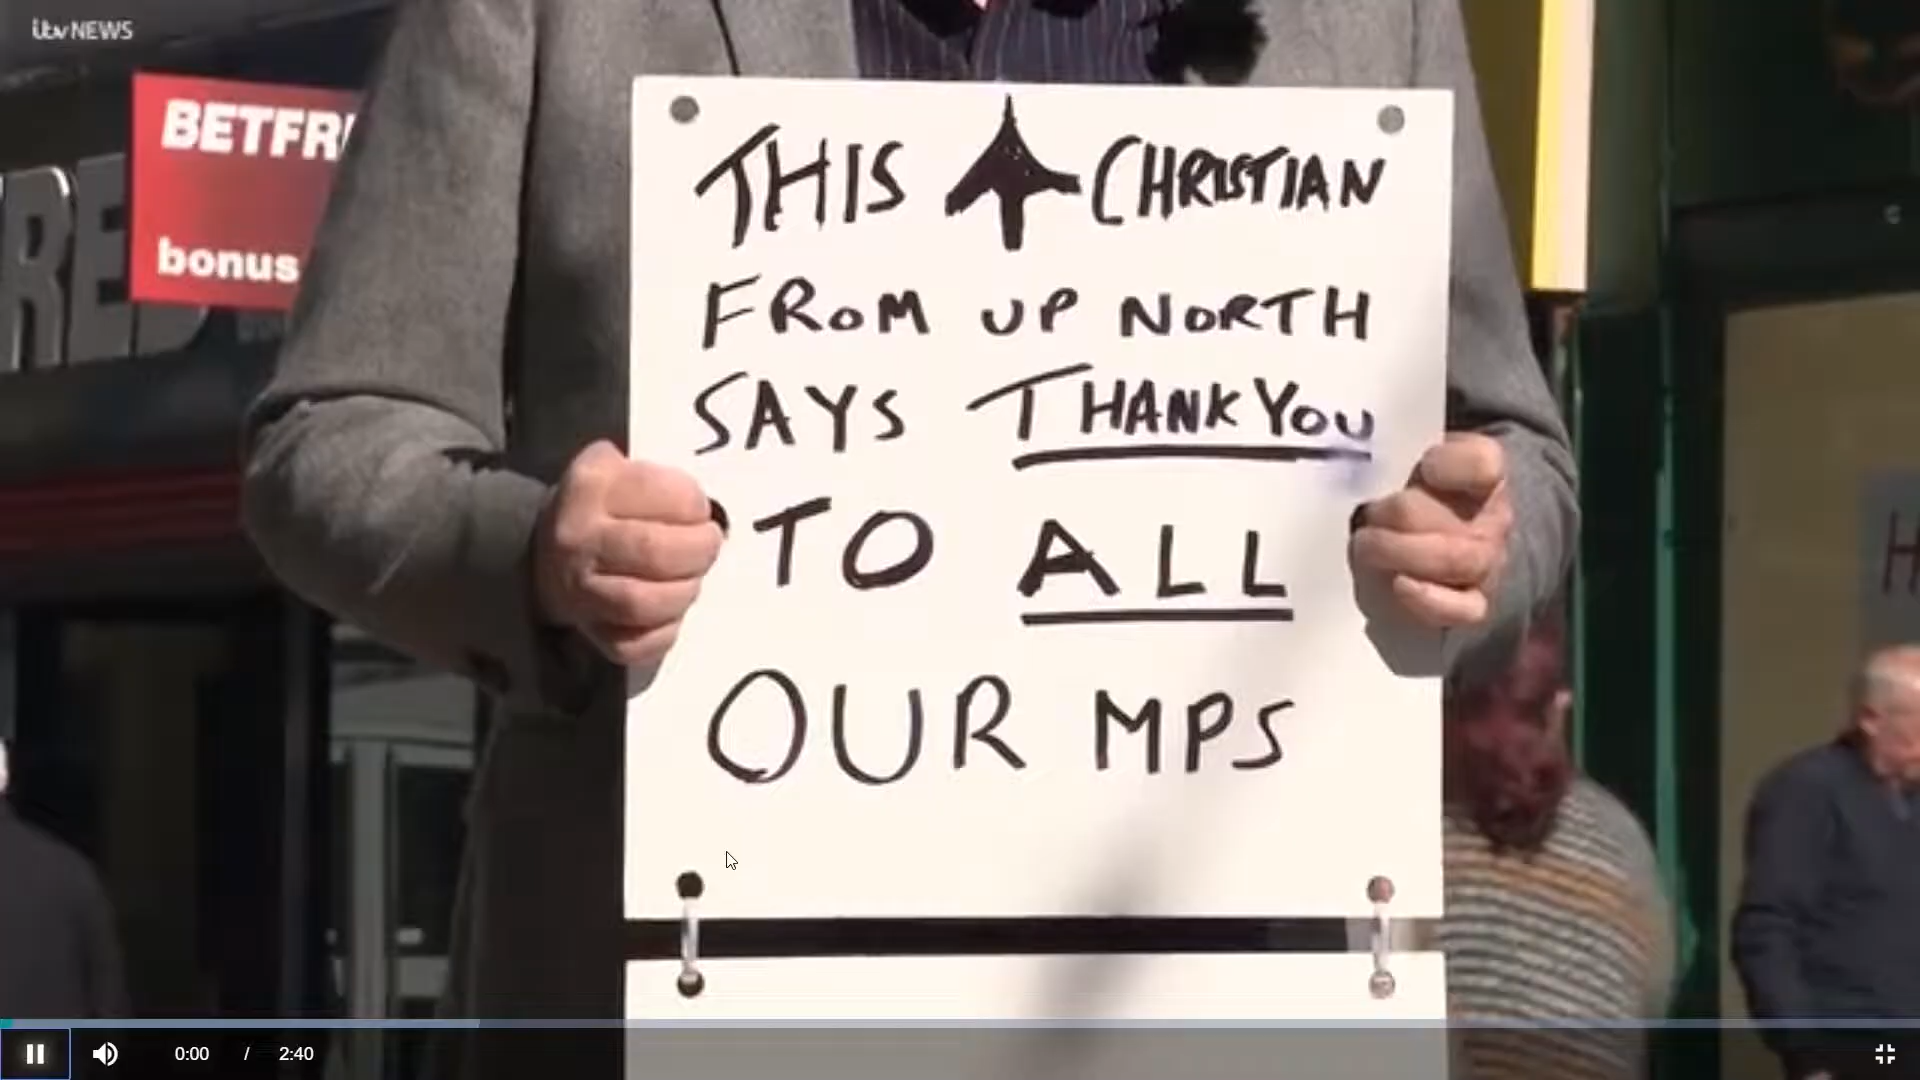 itv NEWS
BETFR
bonus
RED
THIS CHRISTIAN
FROM UP NORTH
SAYS THANK YOU
TO ALL
OUR MPS
H
0:00 / 2:40